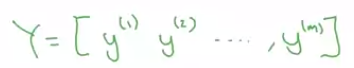 Y = [ y^{(1)} y^{(2)} ....., y^{(m)} ]